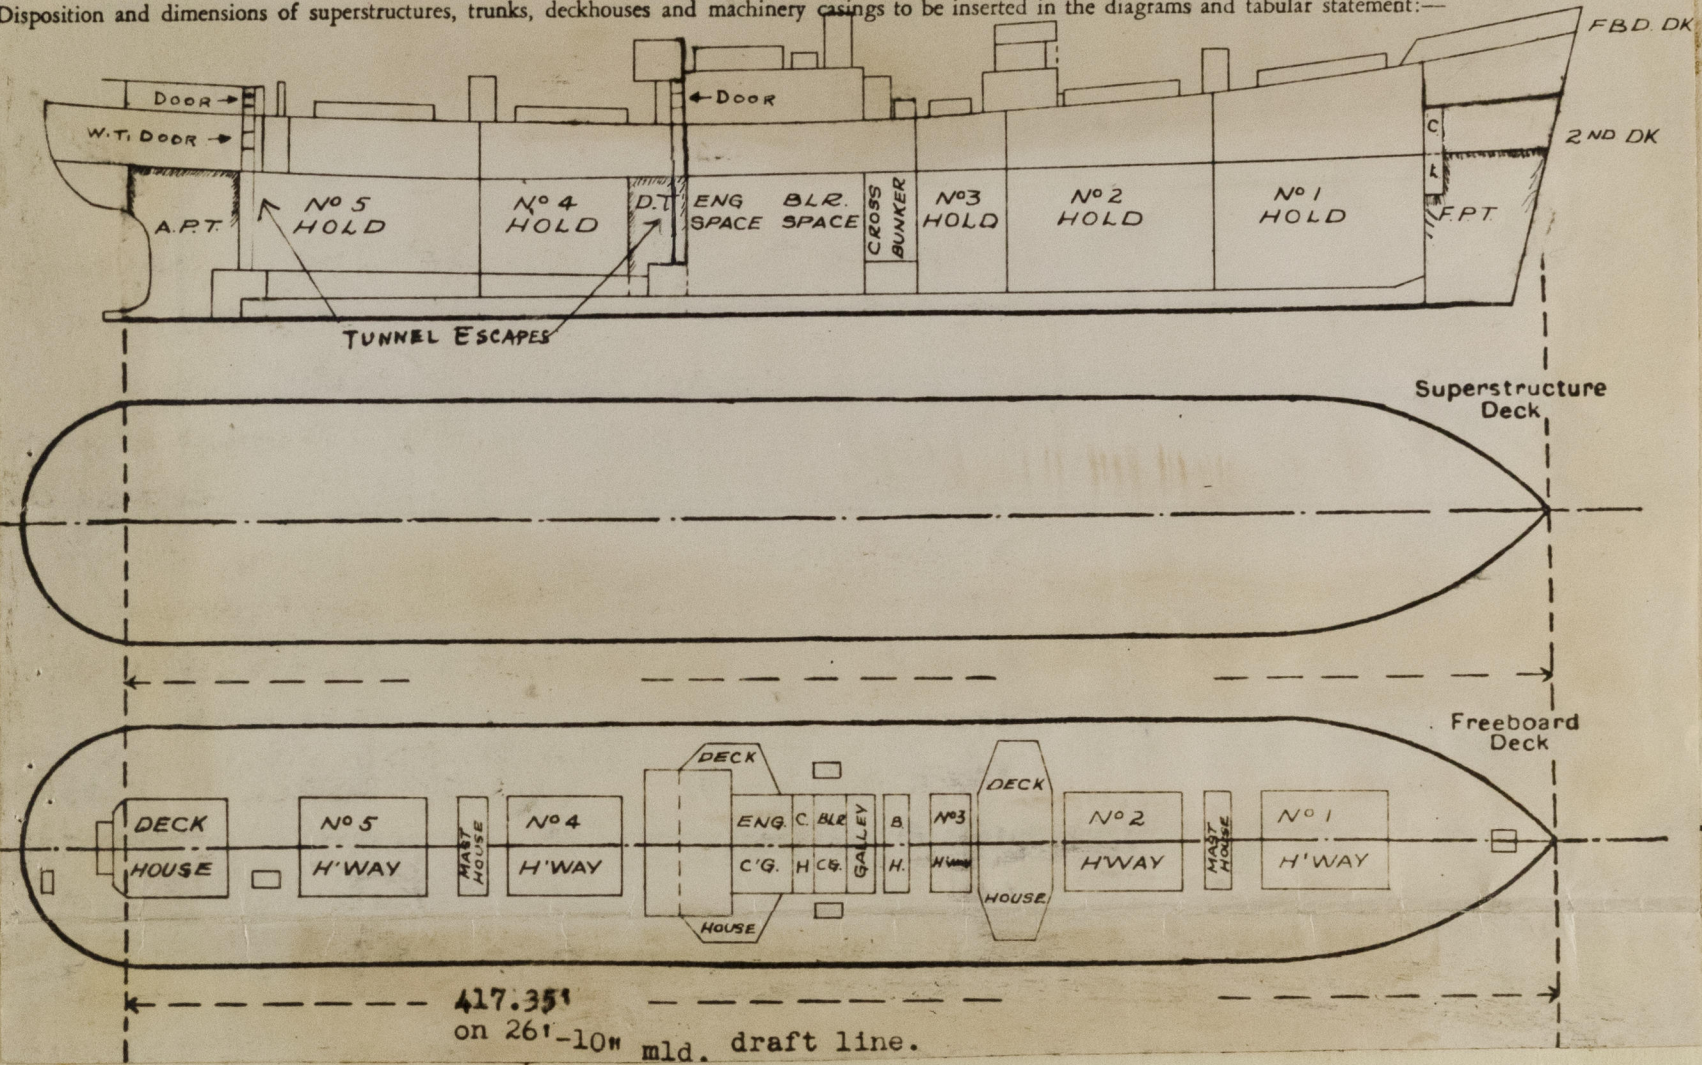 Disposition and dimensions of superstructures, trunks, deckhouses and machinery casings to be inserted in the diagrams and tabular statement:—
FBD. DK
DOOR
DOOR
W.T. DOOR
2ND DK
C
L
A.P.T.
No 5
HOLD
No 4
HOLD
D.T
ENG
SPACE
BLR.
SPACE
CROSS
BUNKER
No3
HOLD
No 2
HOLD
No 1
HOLD
F.P.T.
TUNNEL ESCAPES
Superstructure
Deck
Freeboard
Deck
DECK
HOUSE
No 5
H'WAY
MAST
HOUSE
No 4
H'WAY
DECK
HOUSE
ENG.
C'G.
C.
H
BLR
CG.
GALLEY
B.
H.
No3
DECK
HOUSE
No 2
H'WAY
MAST
HOUSE
No 1
H'WAY
417.35'
on 26'-10" mld. draft line.